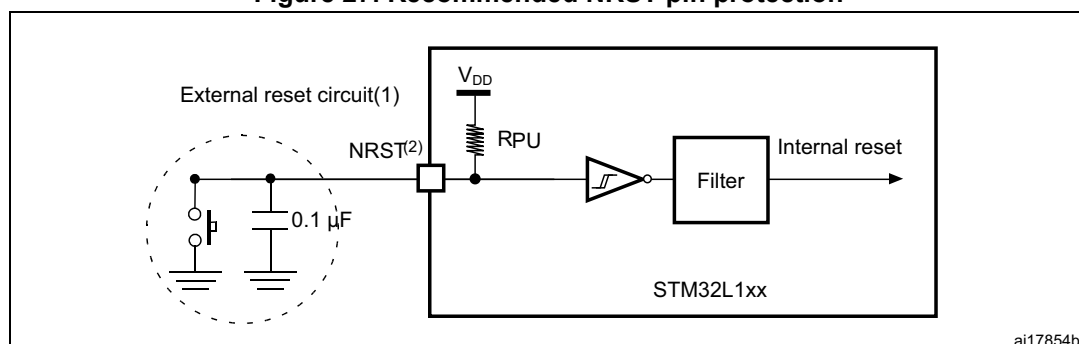 Figure 27. Recommended NRST pin protection
VDD
External reset circuit(1)
NRST(2)
RPU
Internal reset
Filter
0.1 µF
STM32L1xx
ai17854b